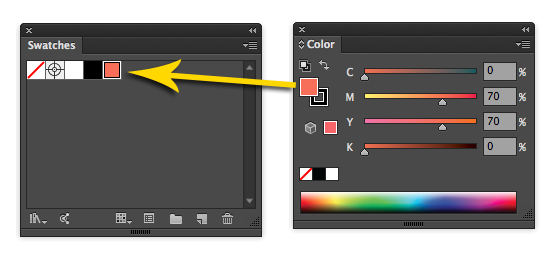 Swatches
Color
C 0 %
M 70 %
Y 70 %
K 0 %